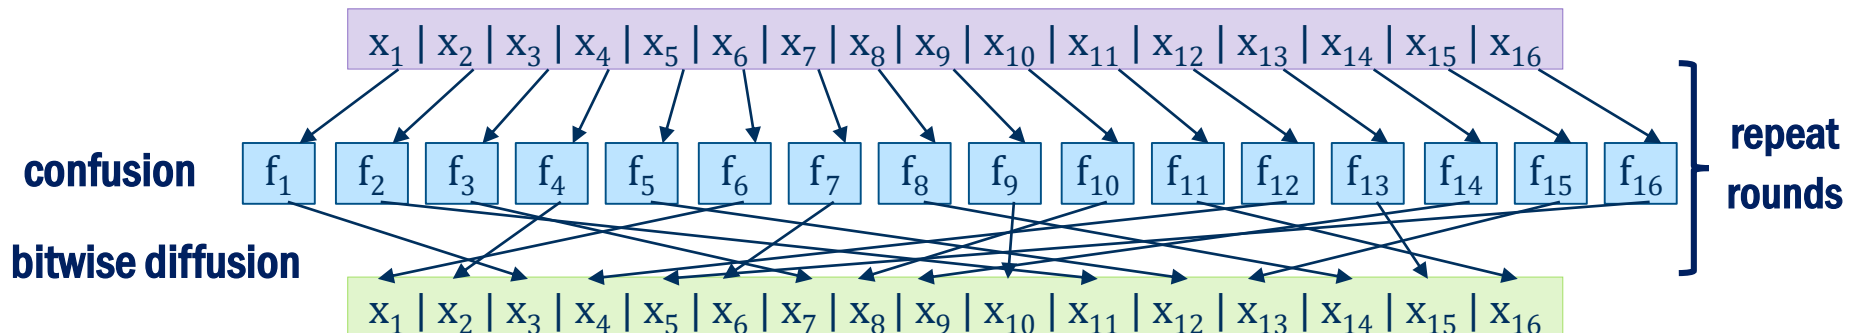 x₁ | x₂ | x₃ | x₄ | x₅ | x₆ | x₇ | x₈ | x₉ | x₁₀ | x₁₁ | x₁₂ | x₁₃ | x₁₄ | x₁₅ | x₁₆
confusion
f₁ f₂ f₃ f₄ f₅ f₆ f₇ f₈ f₉ f₁₀ f₁₁ f₁₂ f₁₃ f₁₄ f₁₅ f₁₆
repeat
rounds
bitwise diffusion
x₁ | x₂ | x₃ | x₄ | x₅ | x₆ | x₇ | x₈ | x₉ | x₁₀ | x₁₁ | x₁₂ | x₁₃ | x₁₄ | x₁₅ | x₁₆